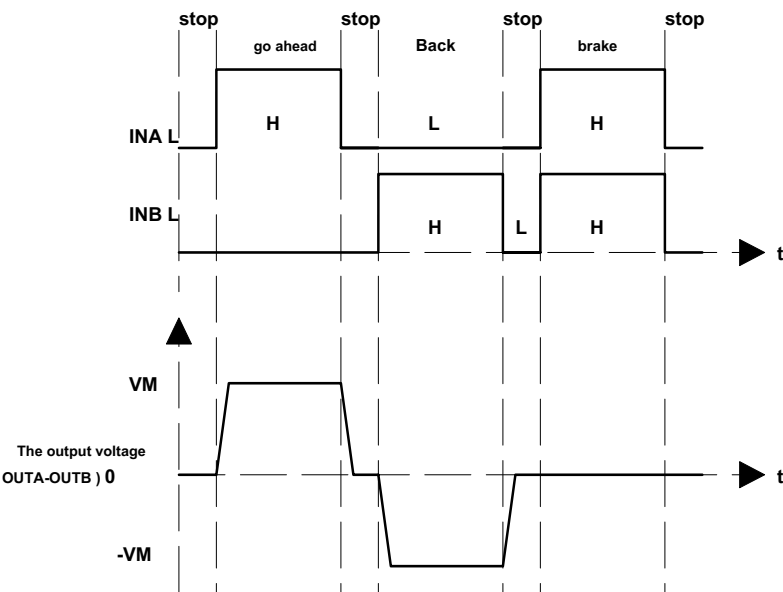 stop stop stop stop
go ahead Back brake
H L H
INA L
INB L
H L H
t
VM
The output voltage
OUTA-OUTB ) 0
t
-VM